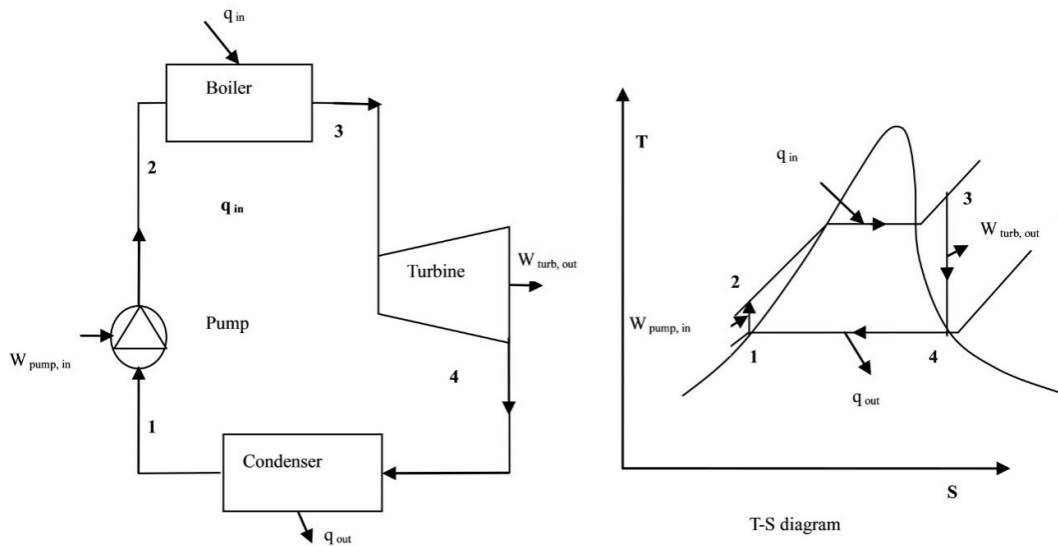 q in
Boiler
3
2
q in
Turbine
W turb, out
Pump
W pump, in
4
1
Condenser
q out
T
q in
3
W turb, out
2
W pump, in
1
4
q out
S
T-S diagram